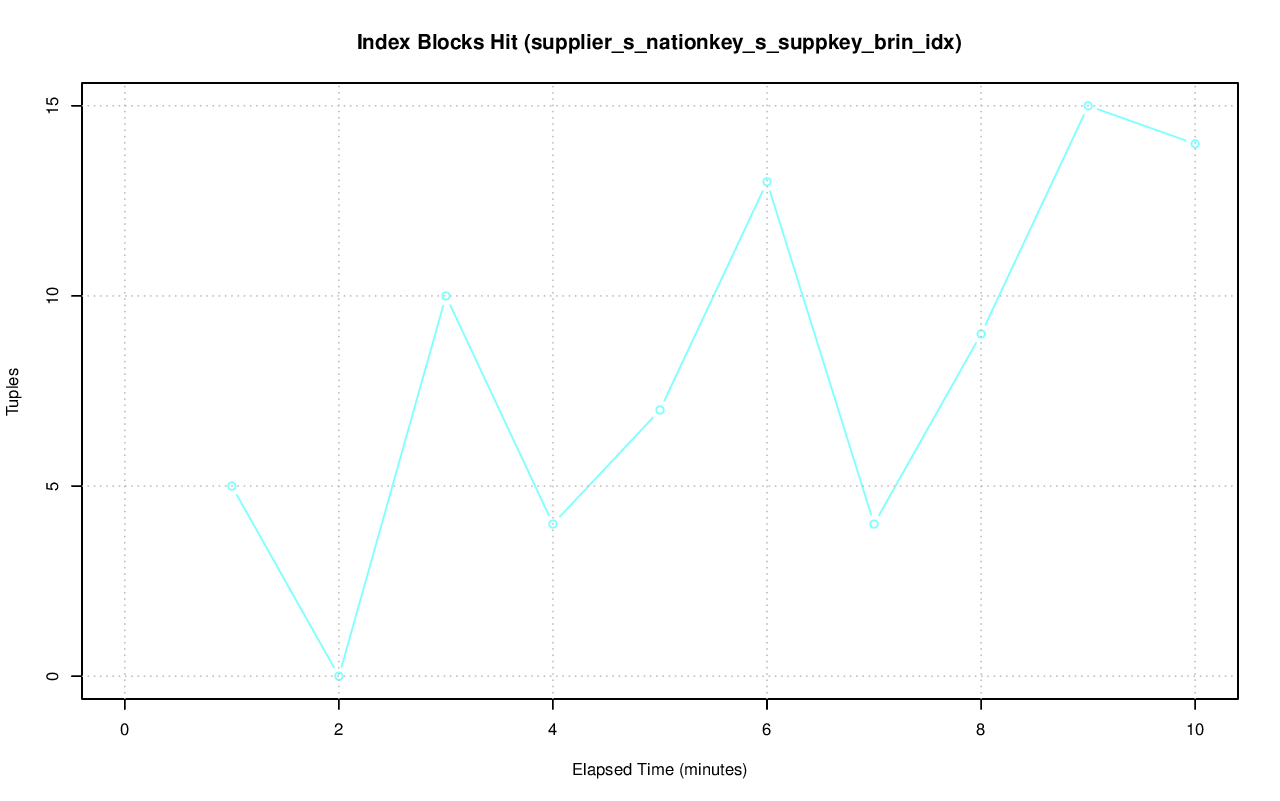 Index Blocks Hit (supplier_s_nationkey_s_suppkey_brin_idx)
15
10
5
0
Tuples
0 2 4 6 8 10
Elapsed Time (minutes)